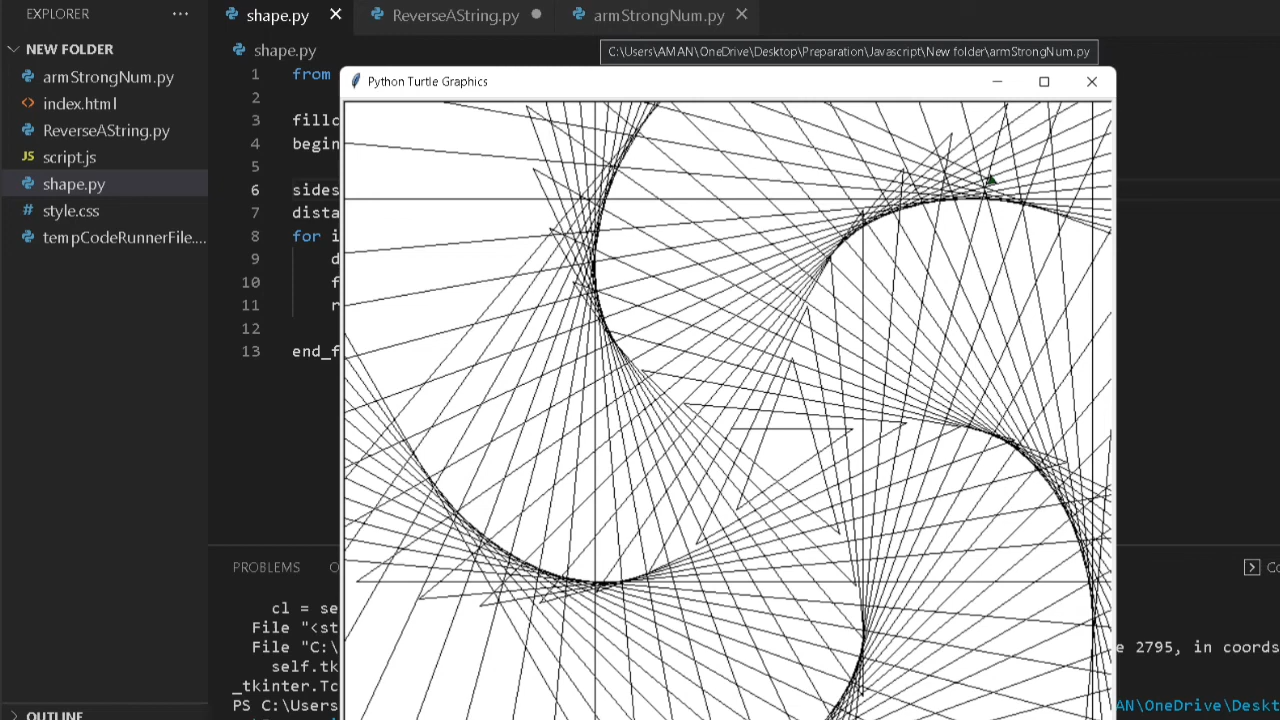 EXPLORER ···
shape.py ReverseAString.py armStrongNum.py
NEW FOLDER
shape.py
C:\Users\AMAN\OneDrive\Desktop\Preparation\Javascript\New folder\armStrongNum.py
armStrongNum.py
index.html
ReverseAString.py
JS script.js
shape.py
# style.css
tempCodeRunnerFile....
1 from
2
3 fillc
4 begin
5
6 sides
7 dista
8 for i
9 d
10 f
11 r
12
13 end_f
Python Turtle Graphics
PROBLEMS O
Co
cl = se
File "<st
File "C:\ e 2795, in coords
self.tk
_tkinter.Tc
PS C:\Users AN\OneDrive\Deskt
OUTLINE